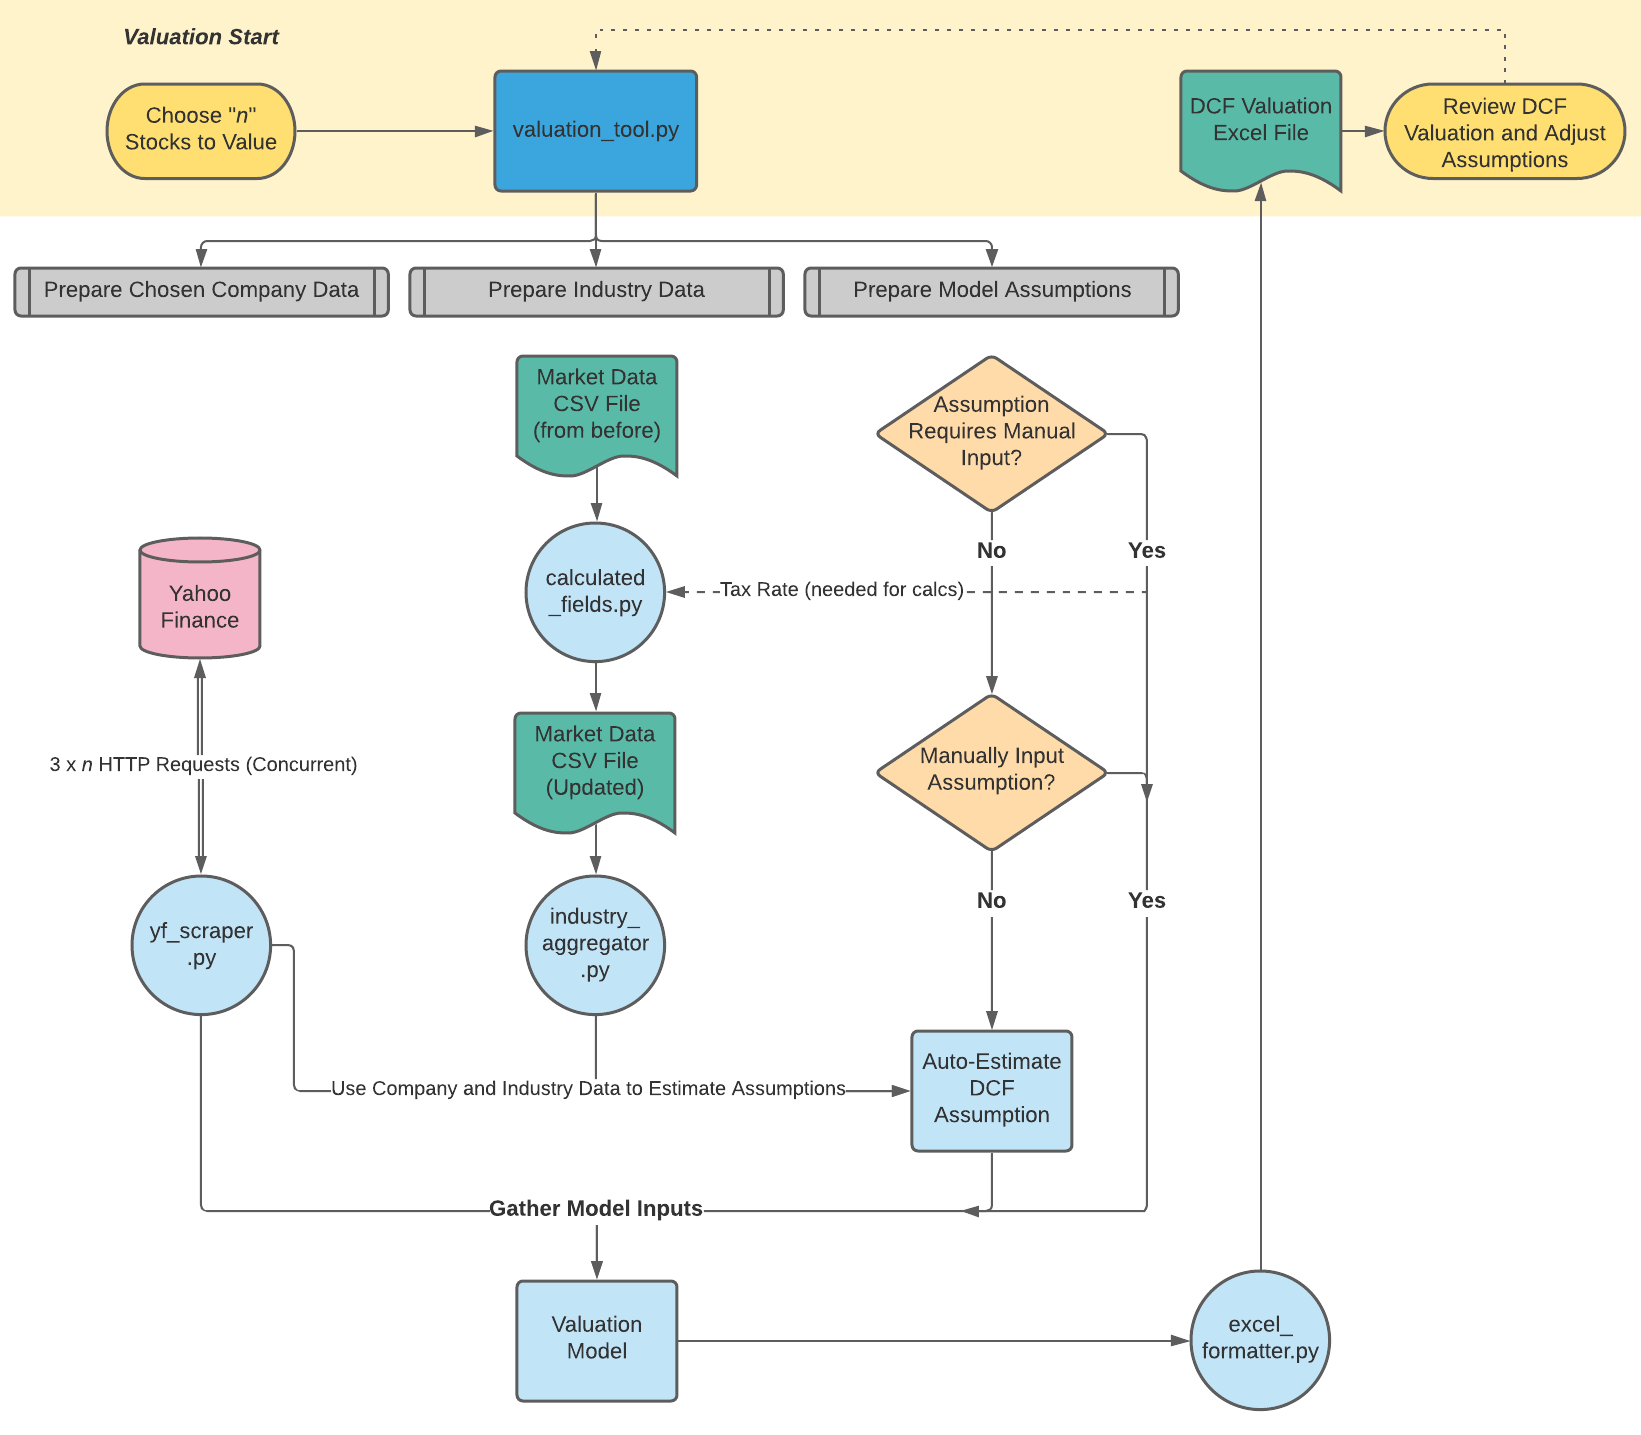 Valuation Start
Choose "n"
Stocks to Value
valuation_tool.py
DCF Valuation
Excel File
Review DCF
Valuation and Adjust
Assumptions
Prepare Chosen Company Data
Prepare Industry Data
Prepare Model Assumptions
Market Data
CSV File
(from before)
Assumption
Requires Manual
Input?
No
Yes
calculated
_fields.py
Tax Rate (needed for calcs)
Yahoo
Finance
3 x n HTTP Requests (Concurrent)
Market Data
CSV File
(Updated)
Manually Input
Assumption?
No
Yes
yf_scraper
.py
industry_
aggregator
.py
Use Company and Industry Data to Estimate Assumptions
Auto-Estimate
DCF
Assumption
Gather Model Inputs
Valuation
Model
excel_
formatter.py